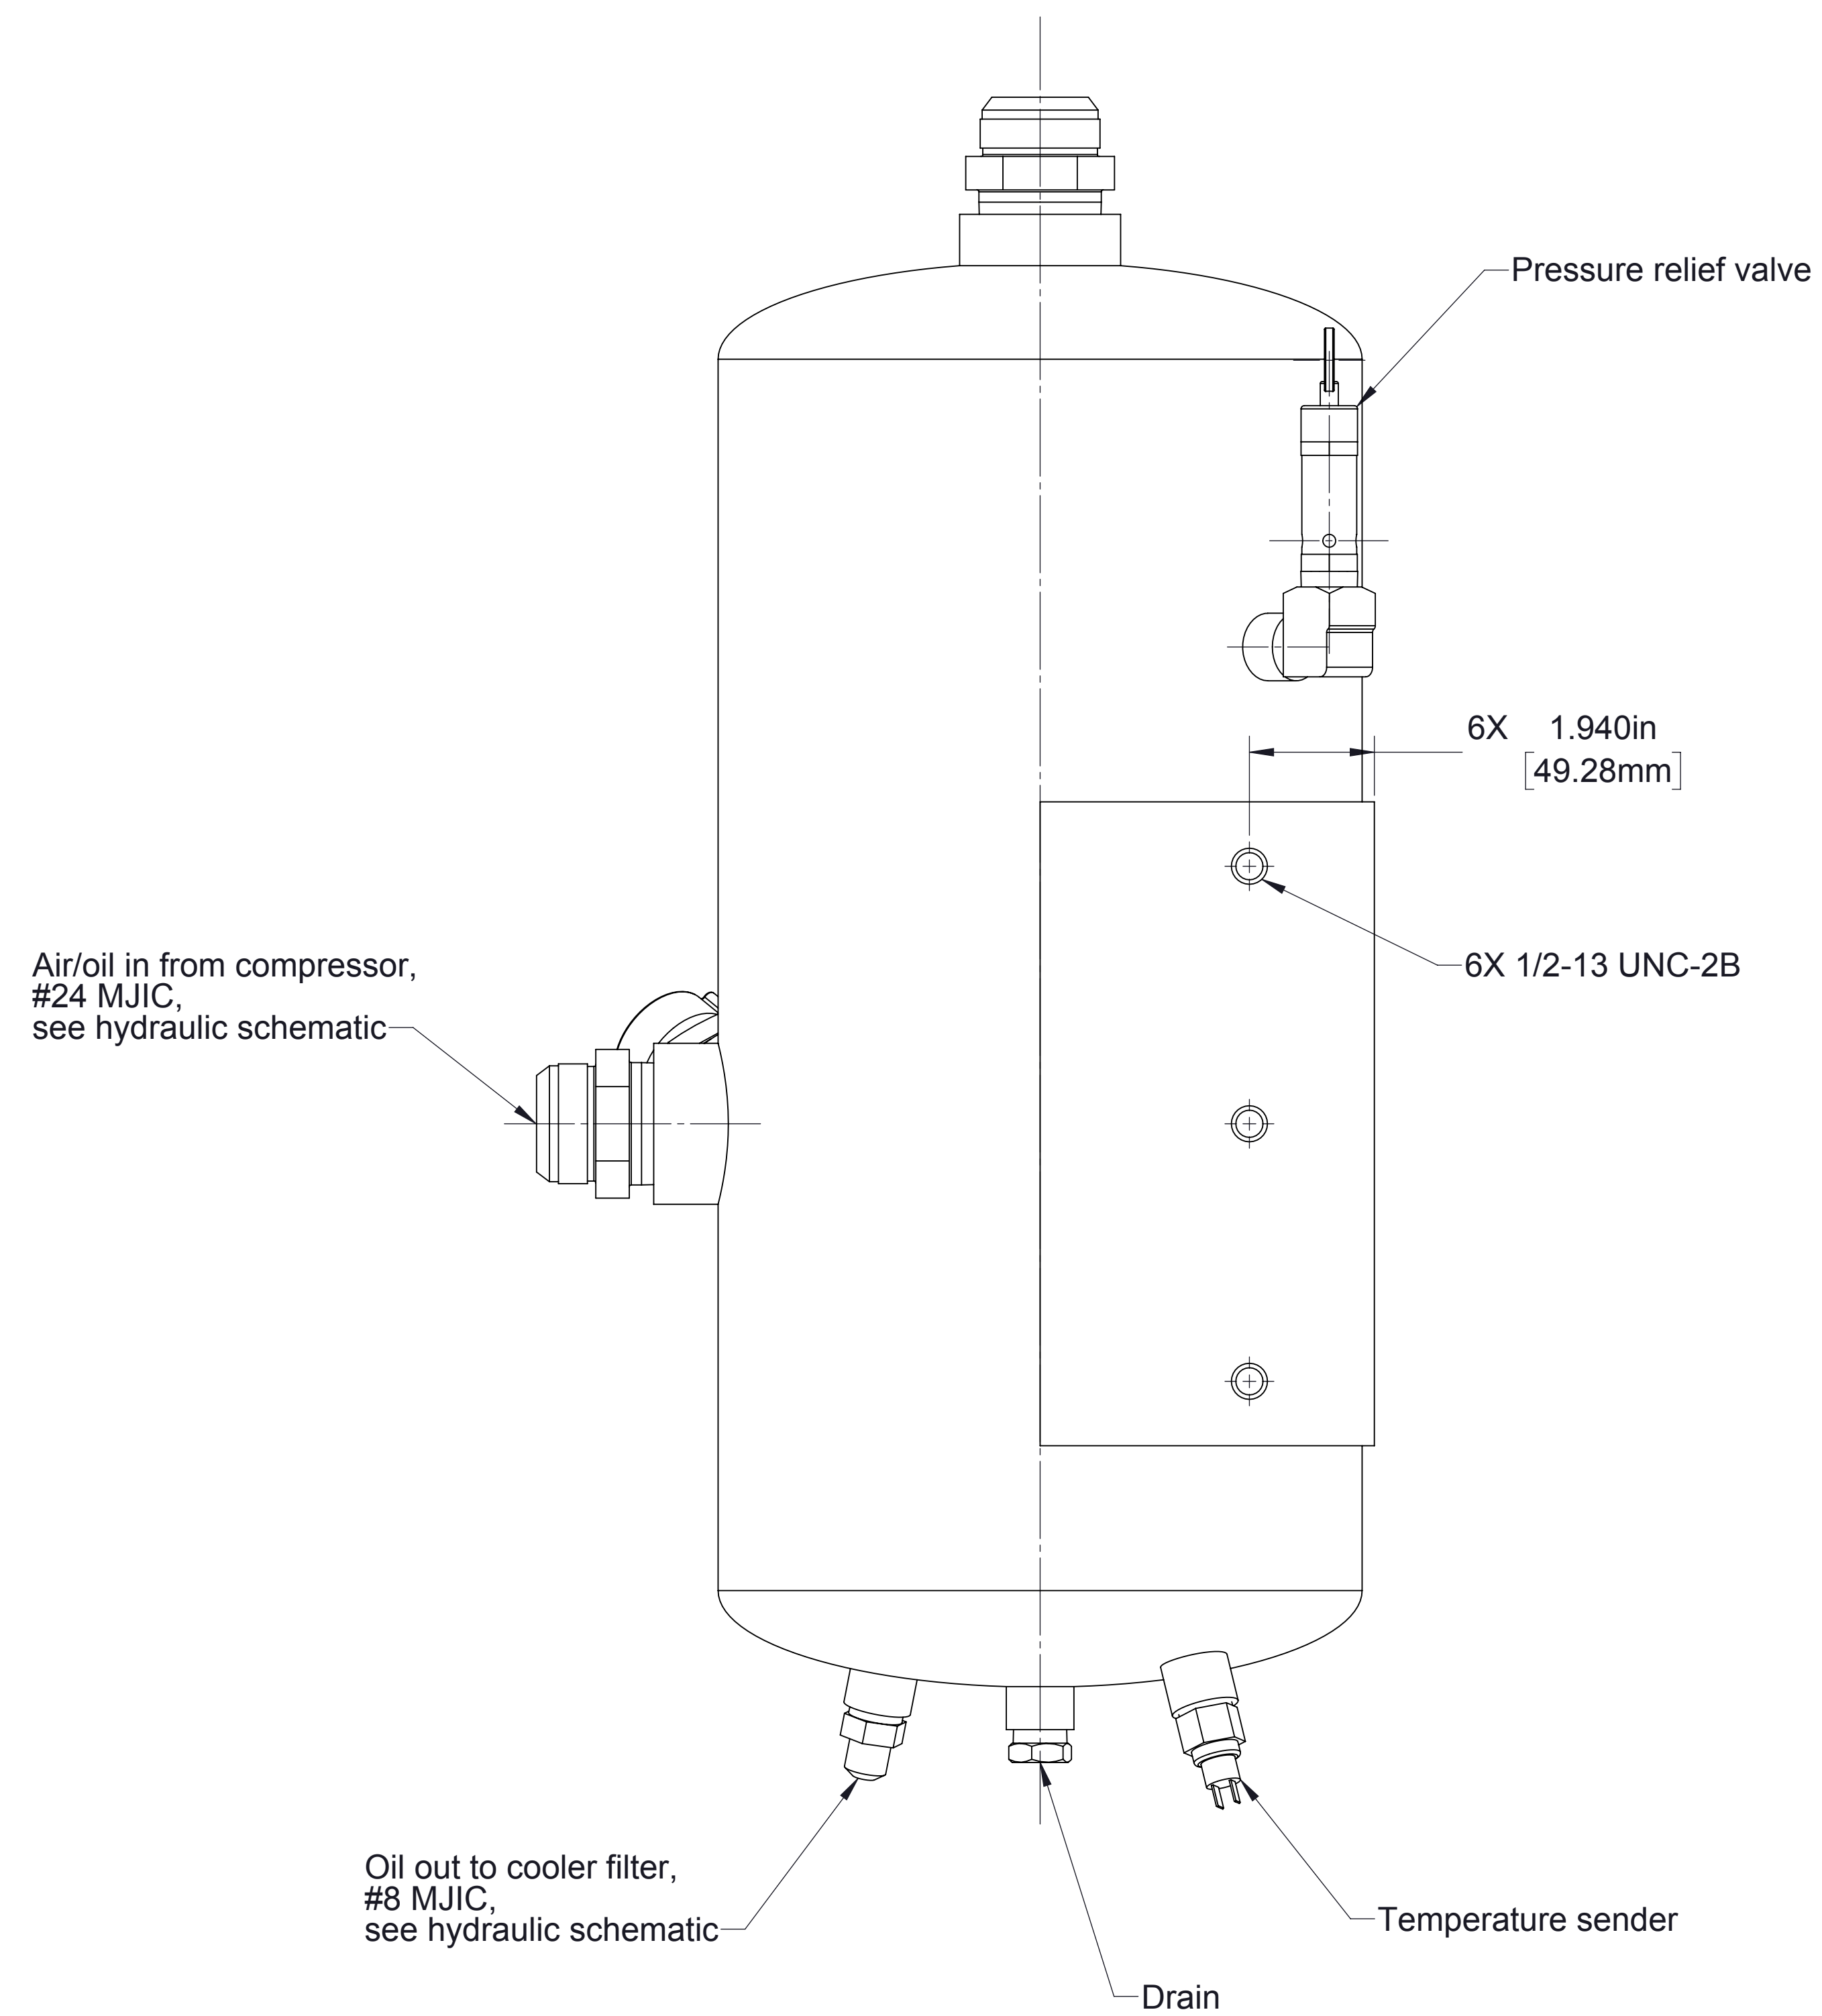 Pressure relief valve
6X 1.940in
[49.28mm]
Air/oil in from compressor,
#24 MJIC,
see hydraulic schematic
6X 1/2-13 UNC-2B
Oil out to cooler filter,
#8 MJIC,
see hydraulic schematic
Temperature sender
Drain